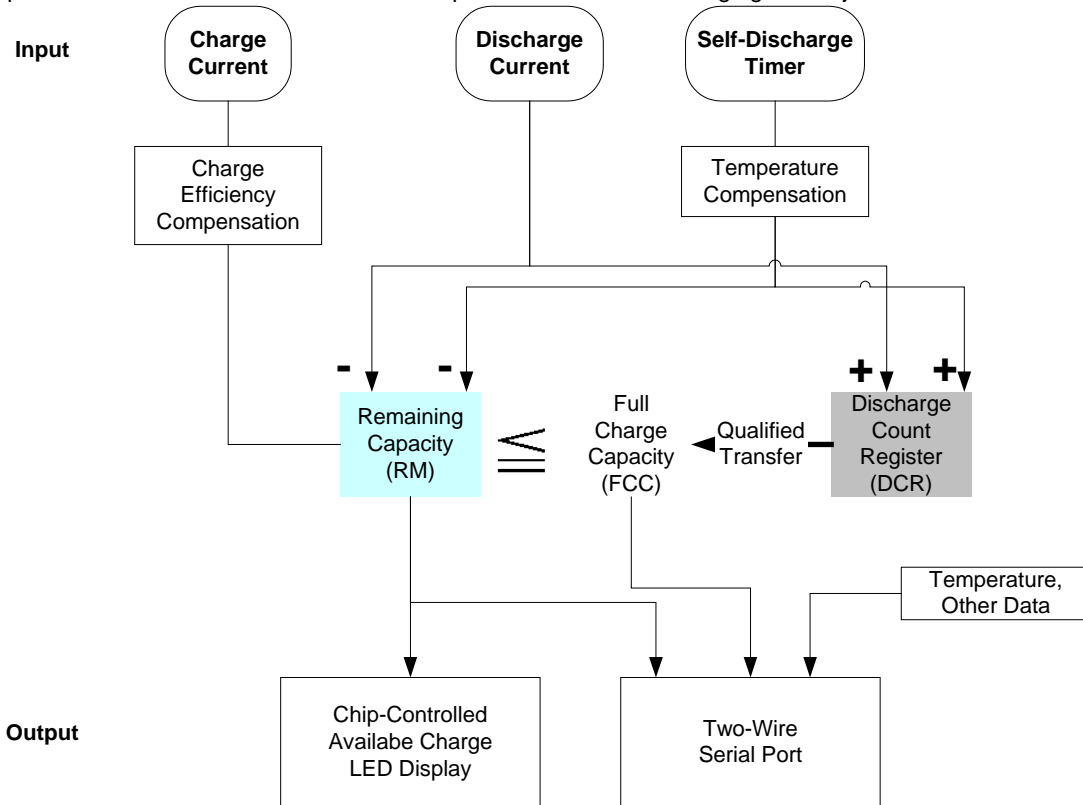 Input
Charge
Current
Discharge
Current
Self-Discharge
Timer
Charge
Efficiency
Compensation
Temperature
Compensation
-
-
+
+
Remaining
Capacity
(RM)
≤
Full
Charge
Capacity
(FCC)
Qualified
Transfer
Discharge
Count
Register
(DCR)
Temperature,
Other Data
Output
Chip-Controlled
Availabe Charge
LED Display
Two-Wire
Serial Port